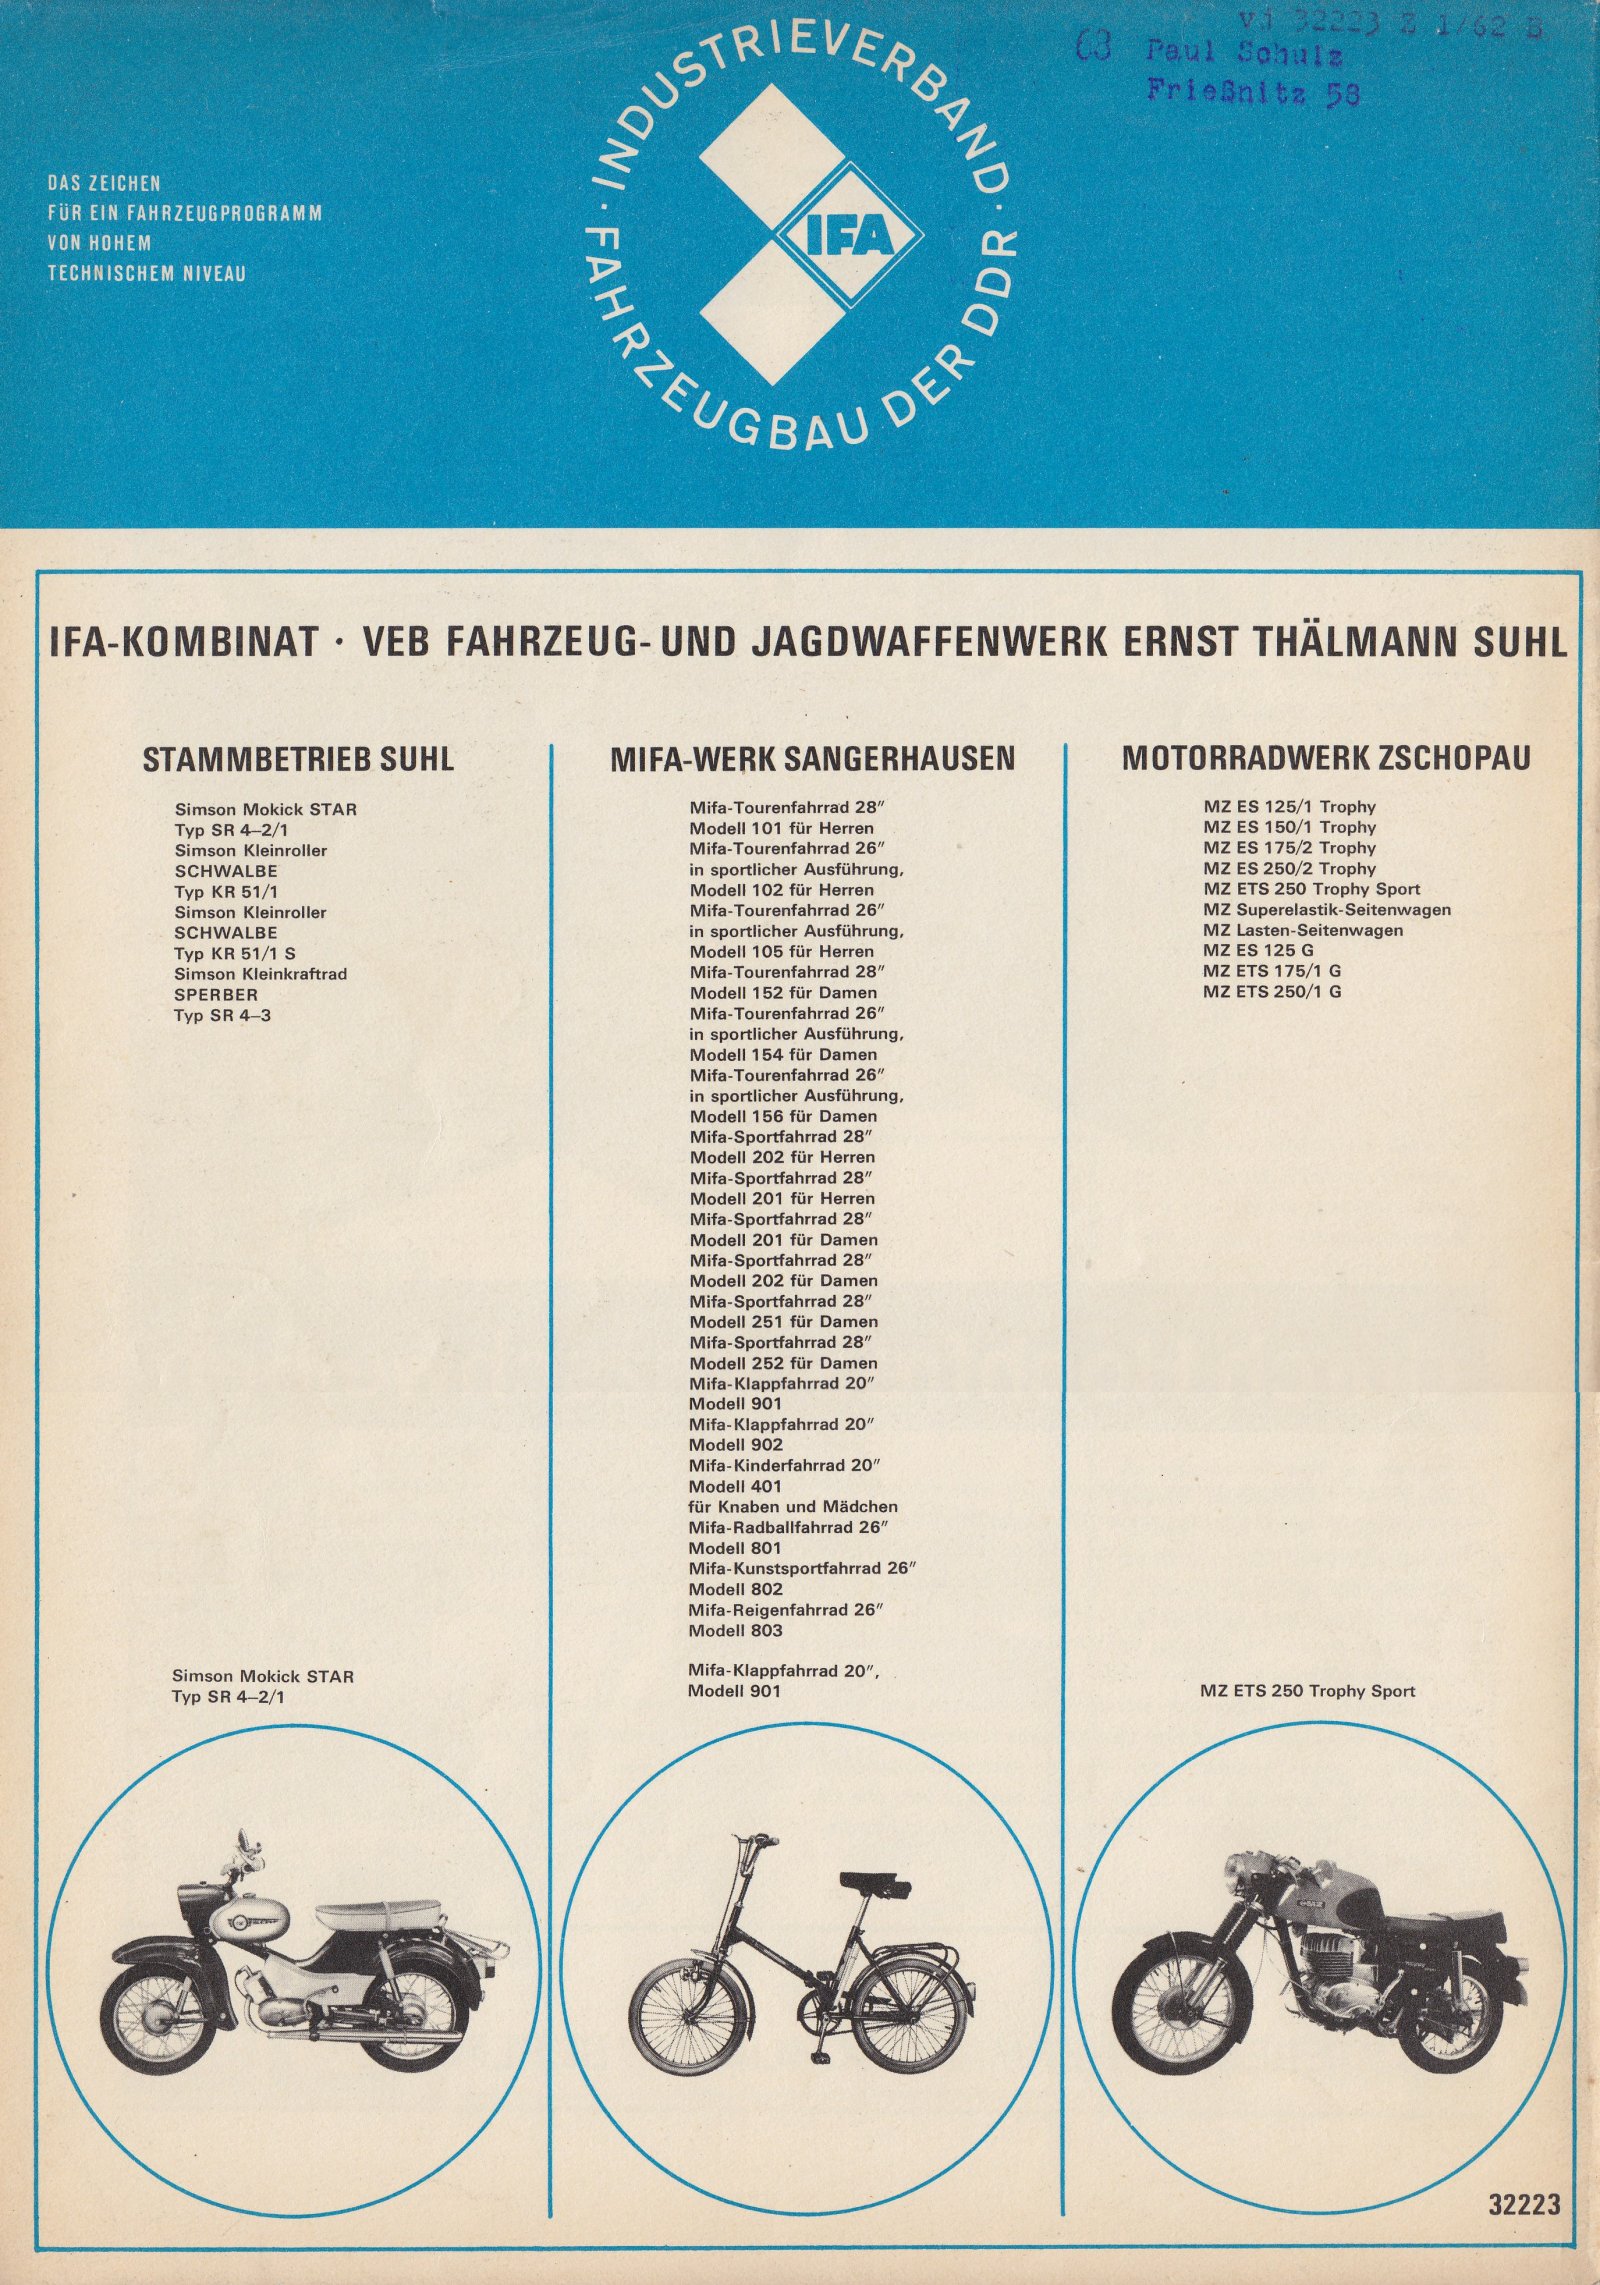 vi 32223 Z 1/62 B
63 Paul Schulz
Frießnitz 58
DAS ZEICHEN
FÜR EIN FAHRZEUGPROGRAMM
VON HOHEM
TECHNISCHEM NIVEAU
· INDUSTRIEVERBAND ·
FAHRZEUGBAU DER DDR
IFA
IFA-KOMBINAT · VEB FAHRZEUG- UND JAGDWAFFENWERK ERNST THÄLMANN SUHL
STAMMBETRIEB SUHL
Simson Mokick STAR
Typ SR 4–2/1
Simson Kleinroller
SCHWALBE
Typ KR 51/1
Simson Kleinroller
SCHWALBE
Typ KR 51/1 S
Simson Kleinkraftrad
SPERBER
Typ SR 4–3
Simson Mokick STAR
Typ SR 4–2/1
MIFA-WERK SANGERHAUSEN
Mifa-Tourenfahrrad 28″
Modell 101 für Herren
Mifa-Tourenfahrrad 26″
in sportlicher Ausführung,
Modell 102 für Herren
Mifa-Tourenfahrrad 26″
in sportlicher Ausführung,
Modell 105 für Herren
Mifa-Tourenfahrrad 28″
Modell 152 für Damen
Mifa-Tourenfahrrad 26″
in sportlicher Ausführung,
Modell 154 für Damen
Mifa-Tourenfahrrad 26″
in sportlicher Ausführung,
Modell 156 für Damen
Mifa-Sportfahrrad 28″
Modell 202 für Herren
Mifa-Sportfahrrad 28″
Modell 201 für Herren
Mifa-Sportfahrrad 28″
Modell 201 für Damen
Mifa-Sportfahrrad 28″
Modell 202 für Damen
Mifa-Sportfahrrad 28″
Modell 251 für Damen
Mifa-Sportfahrrad 28″
Modell 252 für Damen
Mifa-Klappfahrrad 20″
Modell 901
Mifa-Klappfahrrad 20″
Modell 902
Mifa-Kinderfahrrad 20″
Modell 401
für Knaben und Mädchen
Mifa-Radballfahrrad 26″
Modell 801
Mifa-Kunstsportfahrrad 26″
Modell 802
Mifa-Reigenfahrrad 26″
Modell 803
Mifa-Klappfahrrad 20″,
Modell 901
MOTORRADWERK ZSCHOPAU
MZ ES 125/1 Trophy
MZ ES 150/1 Trophy
MZ ES 175/2 Trophy
MZ ES 250/2 Trophy
MZ ETS 250 Trophy Sport
MZ Superelastik-Seitenwagen
MZ Lasten-Seitenwagen
MZ ES 125 G
MZ ETS 175/1 G
MZ ETS 250/1 G
MZ ETS 250 Trophy Sport
32223